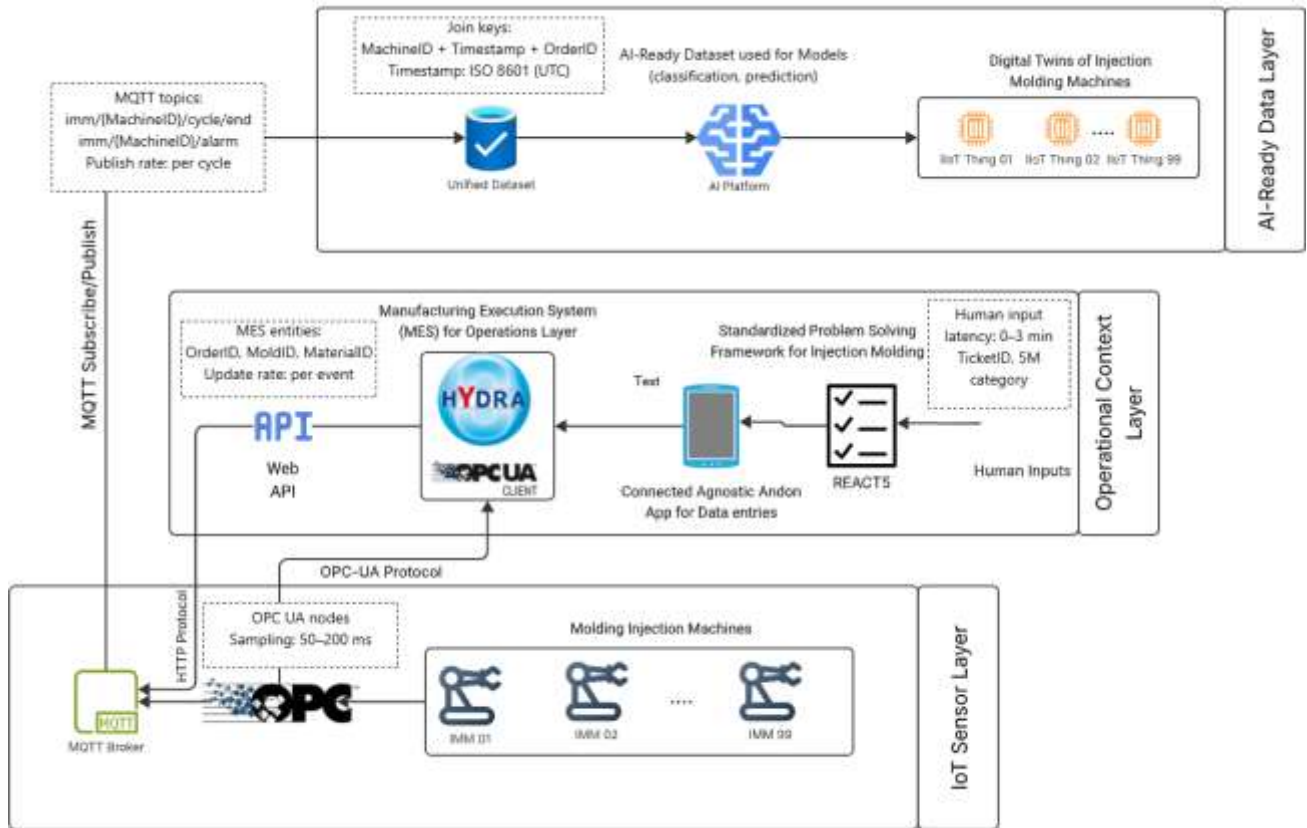 Join keys:
MachineID + Timestamp + OrderID
Timestamp: ISO 8601 (UTC)
AI-Ready Dataset used for Models
(classification, prediction)
Digital Twins of Injection
Molding Machines
MQTT topics:
imm/{MachineID}/cycle/end
imm/{MachineID}/alarm
Publish rate: per cycle
Unified Dataset
AI Platform
IIoT Thing 01
IIoT Thing 02
....
IIoT Thing 99
AI-Ready Data Layer
MQTT Subscribe/Publish
Manufacturing Execution System
(MES) for Operations Layer
MES entities:
OrderID, MoldID, MaterialID
Update rate: per event
Standardized Problem Solving
Framework for Injection Molding
Human input
latency: 0–3 min
TicketID, 5M
category
HYDRA
OPC UA
CLIENT
API
Web
API
Text
Connected Agnostic Andon
App for Data entries
REACT5
Human Inputs
Operational Context
Layer
OPC-UA Protocol
HTTP Protocol
OPC UA nodes
Sampling: 50–200 ms
Molding Injection Machines
MQTT
MQTT Broker
OPC
IMM 01
IMM 02
....
IMM 99
IoT Sensor Layer